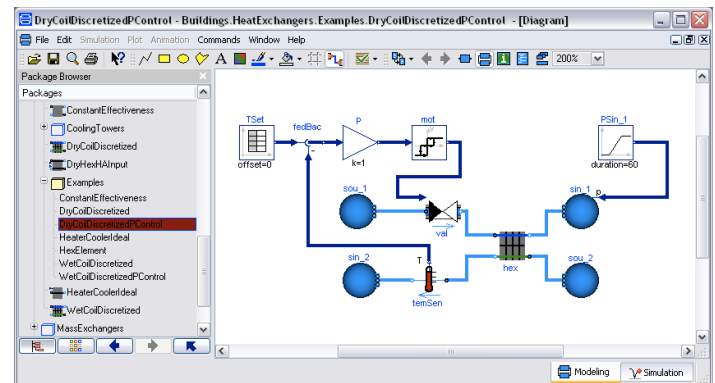 DryCoilDiscretizedPControl - Buildings.HeatExchangers.Examples.DryCoilDiscretizedPControl - [Diagram]
File Edit Simulation Plot Animation Commands Window Help
200%
Package Browser
Packages
ConstantEffectiveness
CoolingTowers
DryCoilDiscretized
DryHexHAInput
Examples
ConstantEffectiveness
DryCoilDiscretized
DryCoilDiscretizedPControl
HeaterCoolerIdeal
HexElement
WetCoilDiscretized
WetCoilDiscretizedPControl
HeaterCoolerIdeal
WetCoilDiscretized
MassExchangers
TSet
fedBac
p
mot
PSin_1
offset=0
-
k=1
duration=60
sou_1
sin_1
p
val
sin_2
T
hex
sou_2
temSen
Modeling
Simulation